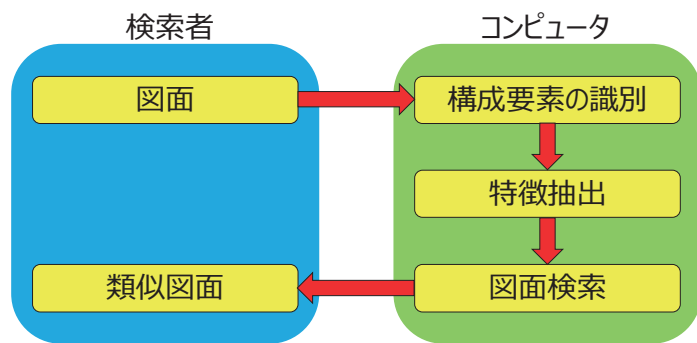 検索者
コンピュータ
図面
構成要素の識別
特徴抽出
類似図面
図面検索